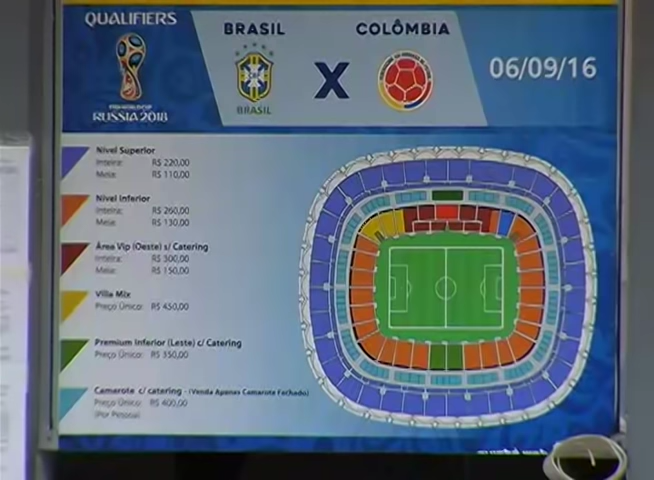 QUALIFIERS
FIFA WORLD CUP
RUSSIA 2018
BRASIL
X
COLÔMBIA
BRASIL
06/09/16
Nível Superior
Inteira: R$ 220,00
Meia: R$ 110,00
Nível Inferior
Inteira: R$ 260,00
Meia: R$ 130,00
Área Vip (Oeste) s/ Catering
Inteira: R$ 300,00
Meia: R$ 150,00
Villa Mix
Preço Único: R$ 450,00
Premium Inferior (Leste) c/ Catering
Preço Único: R$ 350,00
Camarote c/ catering - (Venda Apenas Camarote Fechado)
Preço Único: R$ 400,00
(Por Pessoa)